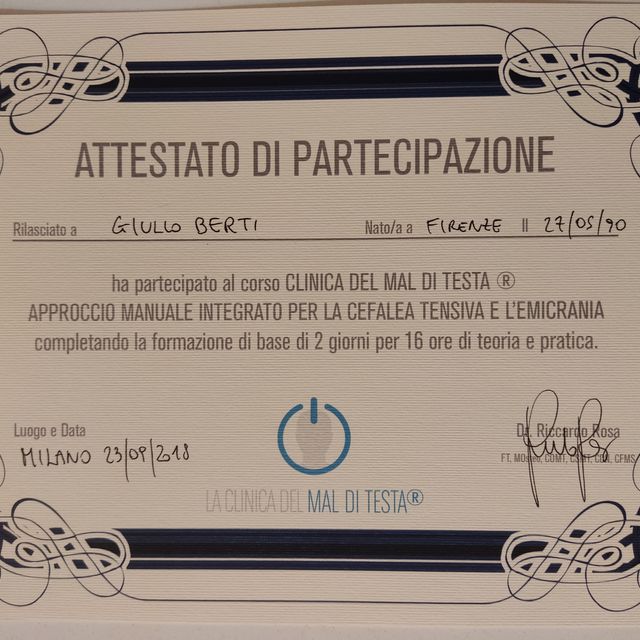 ATTESTATO DI PARTECIPAZIONE
Rilasciato a GIULIO BERTI Nato/a a FIRENZE Il 27/05/90
ha partecipato al corso CLINICA DEL MAL DI TESTA ®
APPROCCIO MANUALE INTEGRATO PER LA CEFALEA TENSIVA E L'EMICRANIA
completando la formazione di base di 2 giorni per 16 ore di teoria e pratica.
Luogo e Data
MILANO 23/09/2018
Dr. Riccardo Rosa
FT, COMT, CFMS
LA CLINICA DEL MAL DI TESTA®